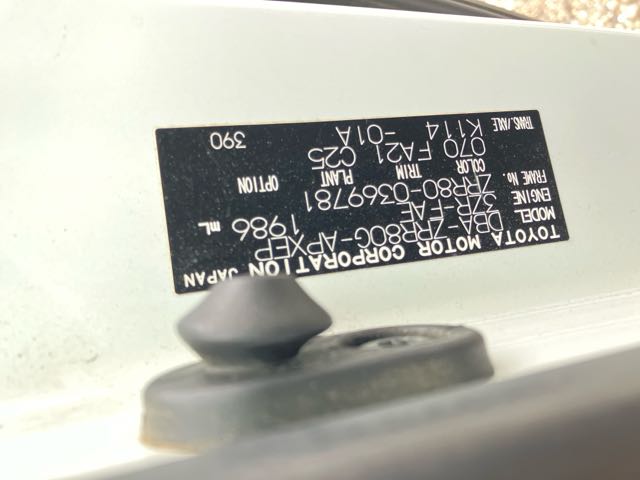 TOYOTA MOTOR CORPORATION JAPAN
MODEL DBA-ZRR80G-APXEP
ENGINE 3ZR-FAE 1986 mL
FRAME No. ZRR80-0369781
COLOR TRIM PLANT OPTION
070 FA21 C25
TRANS./AXLE K114 -01A
390